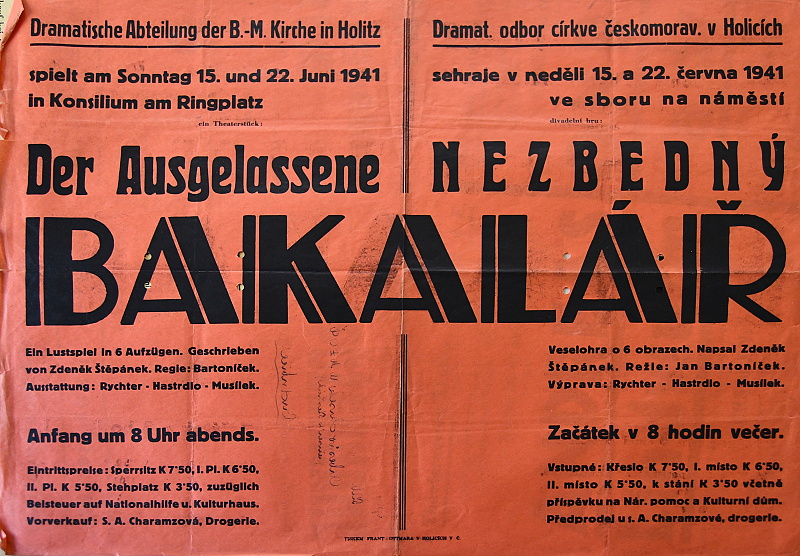 Dramatische Abteilung der B.-M. Kirche in Holitz
spielt am Sonntag 15. und 22. Juni 1941
in Konsilium am Ringplatz
ein Theaterstück:
Der Ausgelassene
Dramat. odbor církve českomorav. v Holicích
sehraje v neděli 15. a 22. června 1941
ve sboru na náměstí
divadelní hru:
NEZBEDNÝ
BAKALÁŘ
Ein Lustspiel in 6 Aufzügen. Geschrieben
von Zdeněk Štěpánek. Regie: Bartoníček.
Ausstattung: Rychter - Hastrdlo - Musílek.
Anfang um 8 Uhr abends.
Eintrittspreise: Sperrsitz K 7'50, I. Pl. K 6'50,
II. Pl. K 5'50, Stehplatz K 3'50, zuzüglich
Beisteuer auf Nationalhilfe u. Kulturhaus.
Vorverkauf: S. A. Charamzová, Drogerie.
Veselohra o 6 obrazech. Napsal Zdeněk
Štěpánek. Režie: Jan Bartoníček.
Výprava: Rychter - Hastrdlo - Musílek.
Začátek v 8 hodin večer.
Vstupné: Křeslo K 7'50, I. místo K 6'50,
II. místo K 5'50, k stání K 3'50 včetně
příspěvku na Nár. pomoc a Kulturní dům.
Předprodej u s. A. Charamzové, drogerie.
TISKEM FRANT. OTTMARA V HOLICÍCH V Č.